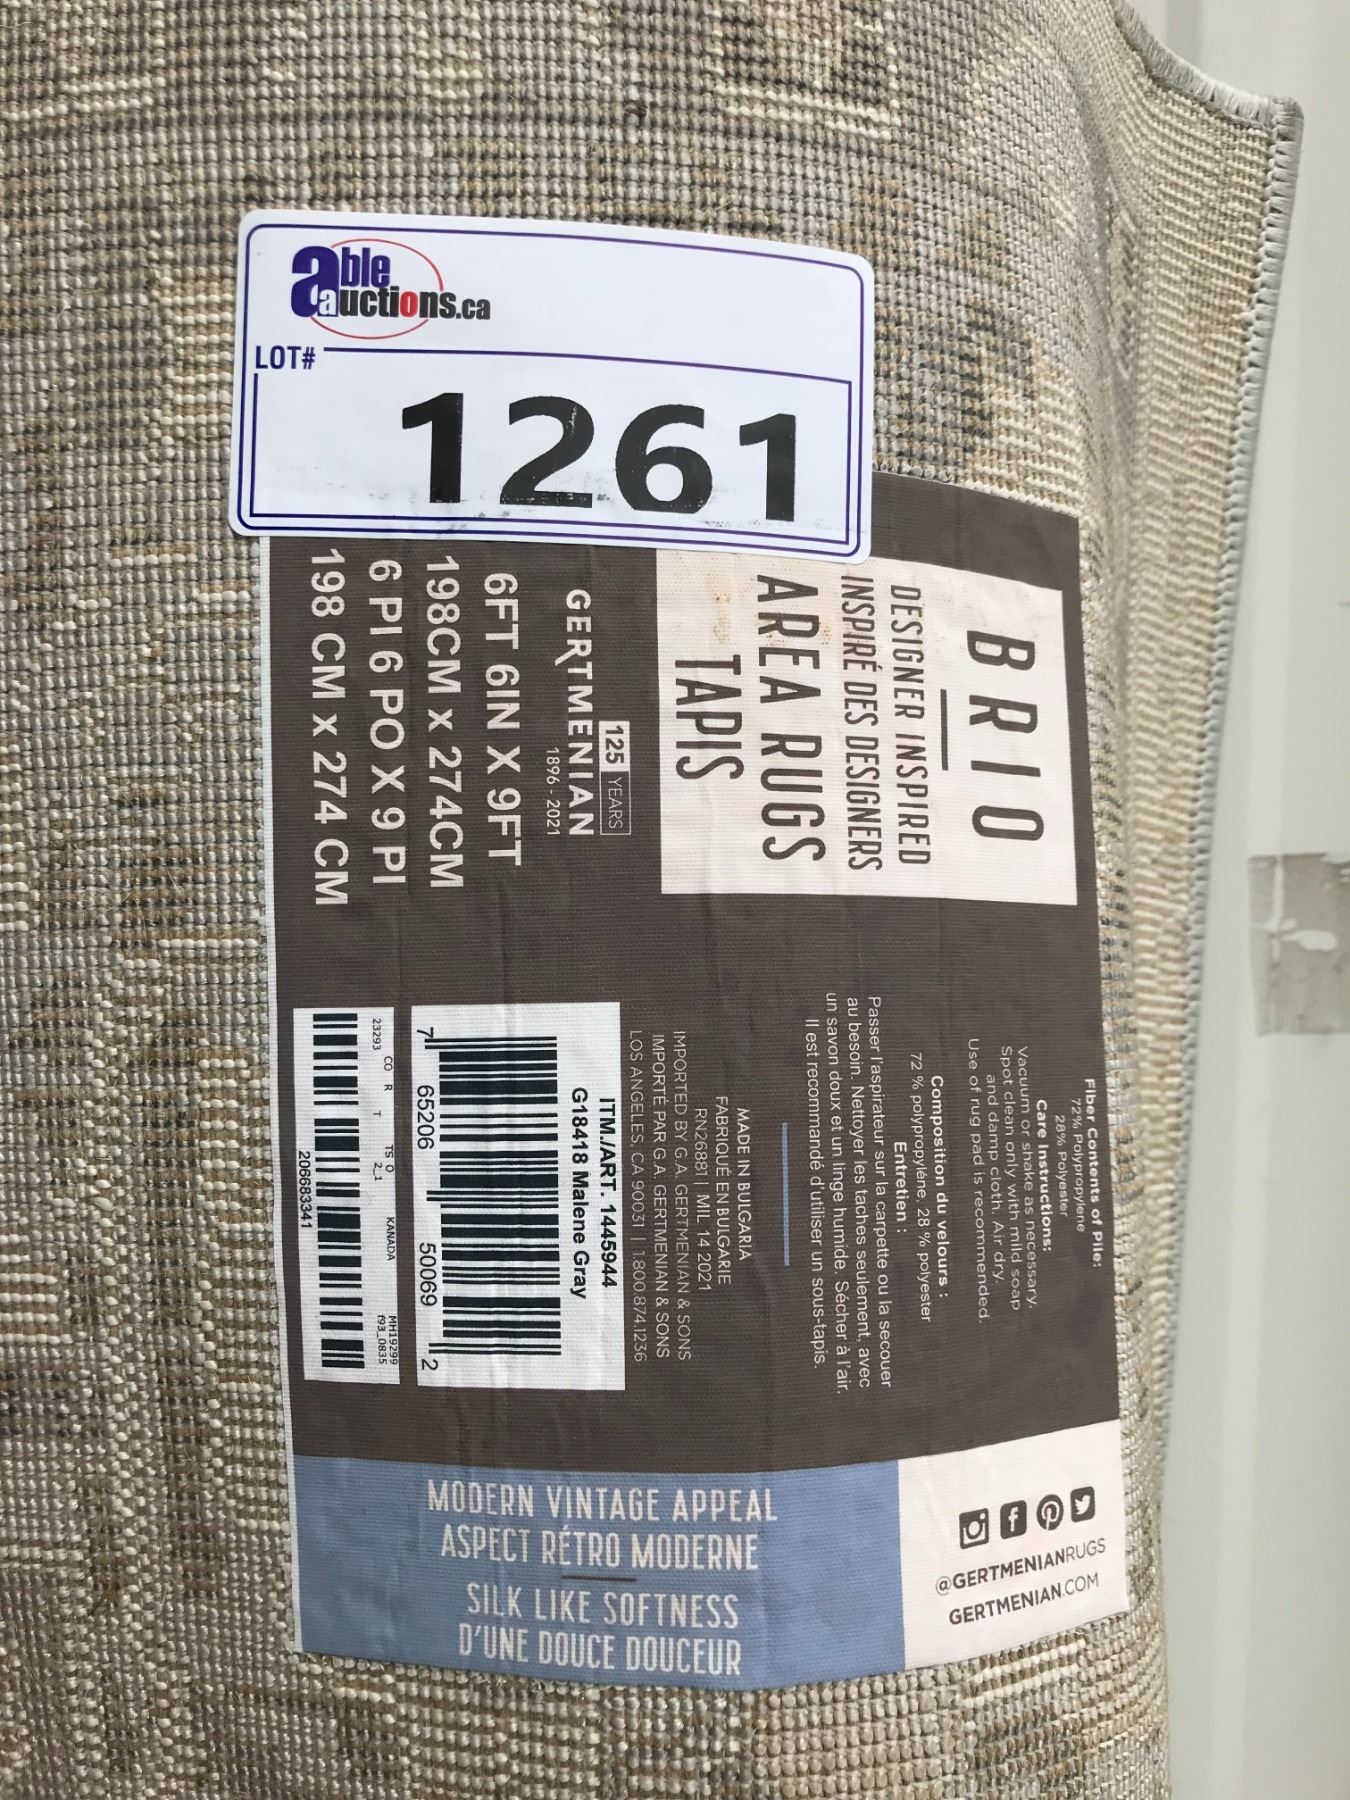 able
auctions.ca
LOT#
1261
BRIO
DESIGNER INSPIRED
INSPIRÉ DES DESIGNERS
AREA RUGS
TAPIS
125 YEARS
GERTMENIAN
1896 - 2021
6FT 6IN X 9FT
198CM x 274CM
6 PI 6 PO X 9 PI
198 CM x 274 CM
Fiber Contents of Pile:
72% Polypropylene
28% Polyester
Care Instructions:
Vacuum or shake as necessary.
Spot clean only with mild soap
and damp cloth. Air dry.
Use of rug pad is recommended.
Composition du velours :
72 % polypropylène, 28 % polyester
Entretien :
Passer l'aspirateur sur la carpette ou la secouer
au besoin. Nettoyer les taches seulement, avec
un savon doux et un linge humide. Sécher à l'air.
Il est recommandé d'utiliser un sous-tapis.
MADE IN BULGARIA
FABRIQUÉ EN BULGARIE
RN26881 | MIL 14 2021
IMPORTED BY G.A. GERTMENIAN & SONS
IMPORTÉ PAR G.A. GERTMENIAN & SONS
LOS ANGELES, CA 90031 | 1.800.874.1236
ITM./ART. 1445944
G18418 Malene Gray
7 65206 50069 2
23293 CO R T TS 0_1 2_1 KANADA MH19299 f93_0835
206683341
@GERTMENIANRUGS
GERTMENIAN.COM
MODERN VINTAGE APPEAL
ASPECT RÉTRO MODERNE
SILK LIKE SOFTNESS
D'UNE DOUCE DOUCEUR